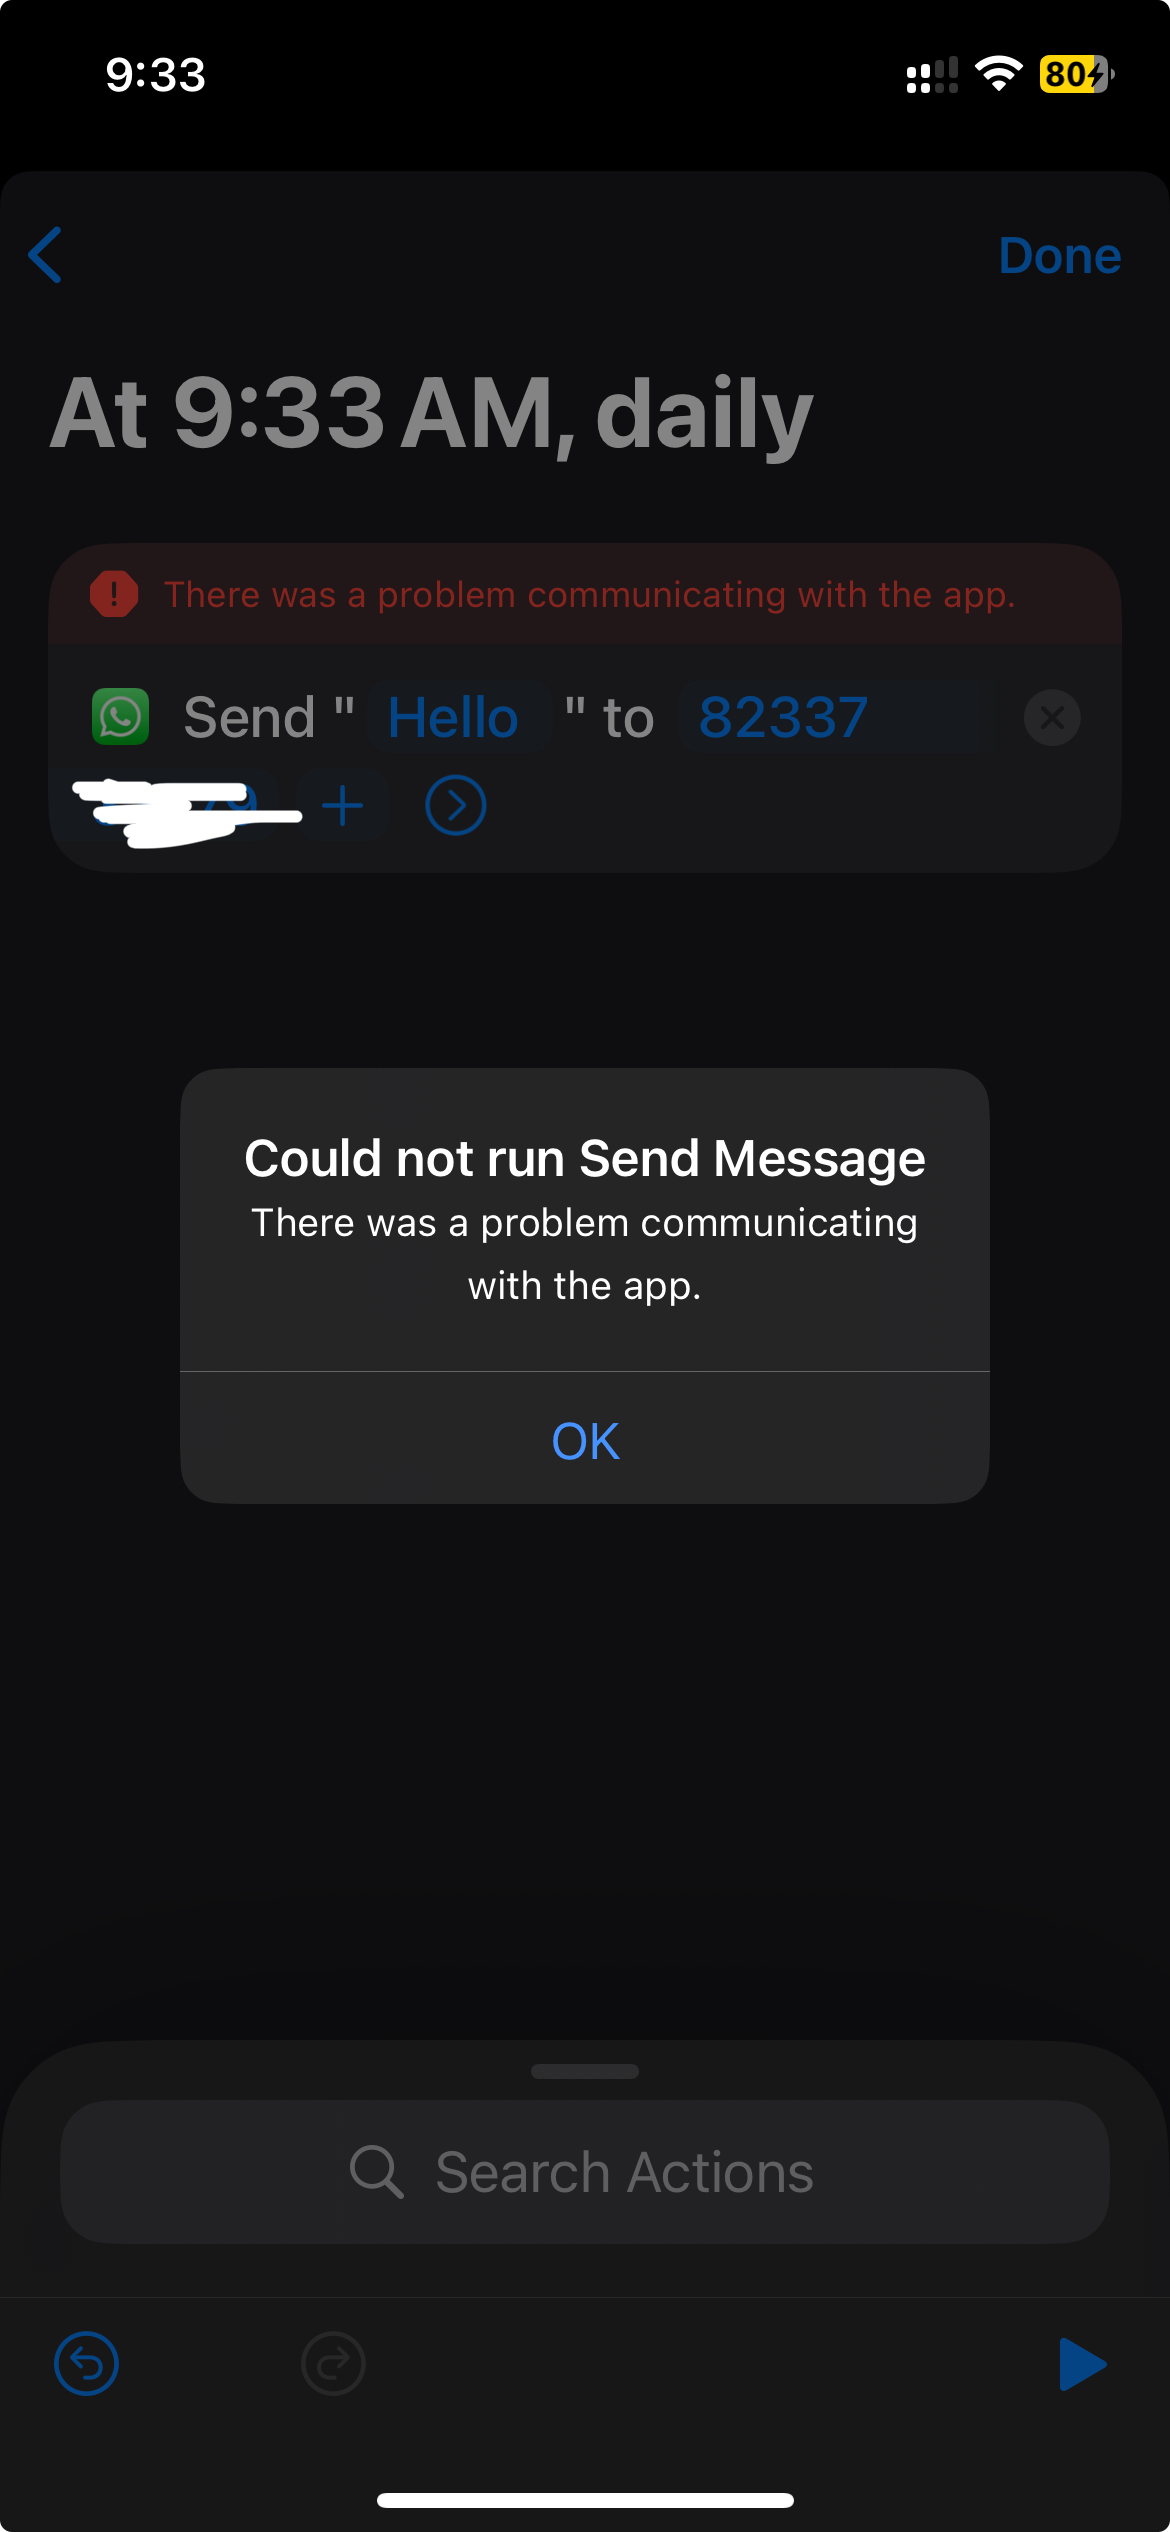 9:33
80
Done
At 9:33 AM, daily
There was a problem communicating with the app.
Send " Hello " to 82337
79
Could not run Send Message
There was a problem communicating
with the app.
OK
Search Actions